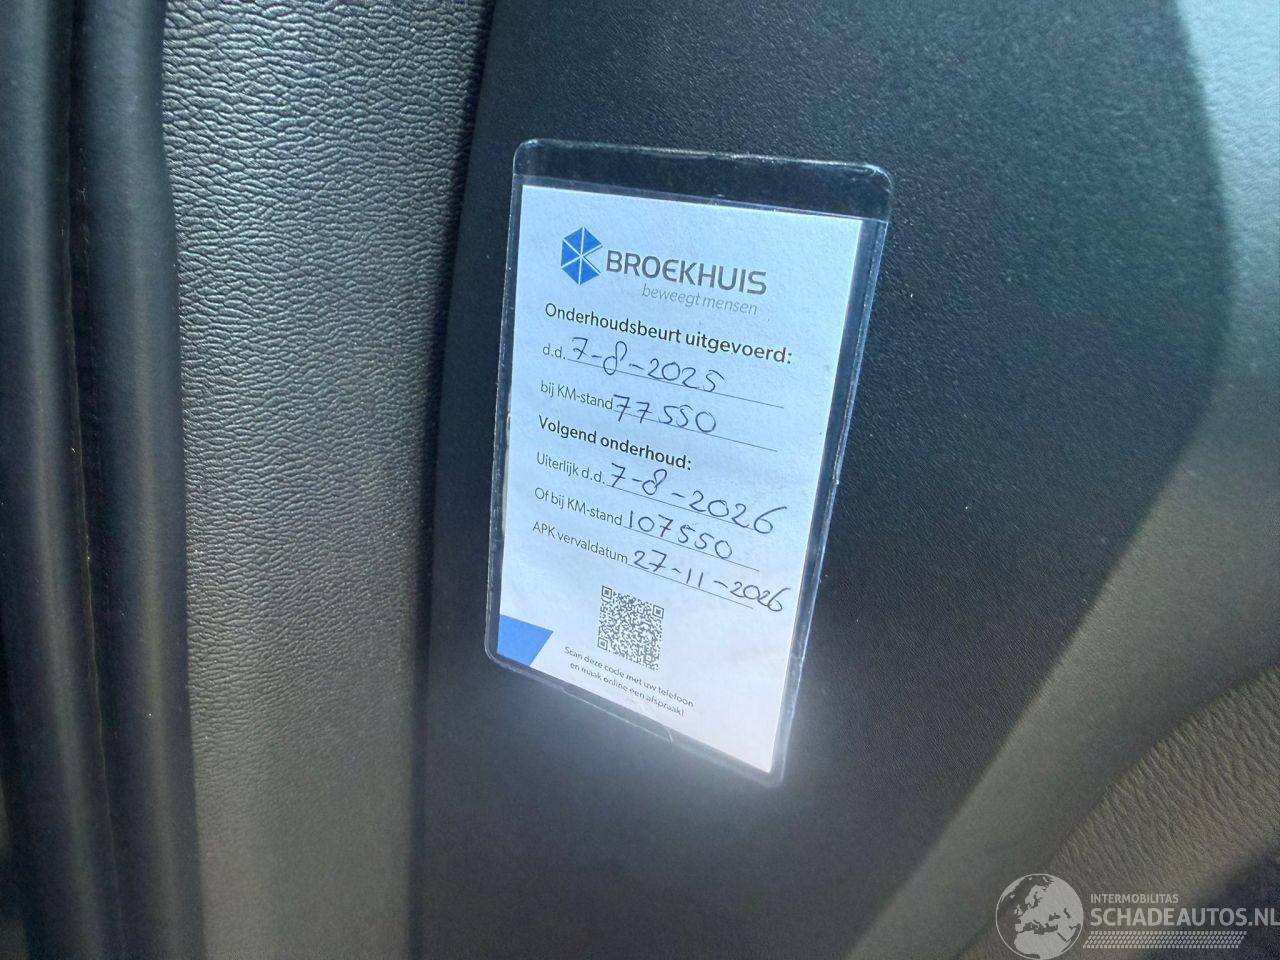 BROEKHUIS
beweegt mensen
Onderhoudsbeurt uitgevoerd:
d.d. 7-8-2025
bij KM-stand 77550
Volgend onderhoud:
Uiterlijk d.d. 7-8-2026
Of bij KM-stand 107550
APK vervaldatum 27-11-2026
Scan deze code met uw telefoon
en maak online een afspraak!
INTERMOBILITAS
SCHADEAUTOS.NL